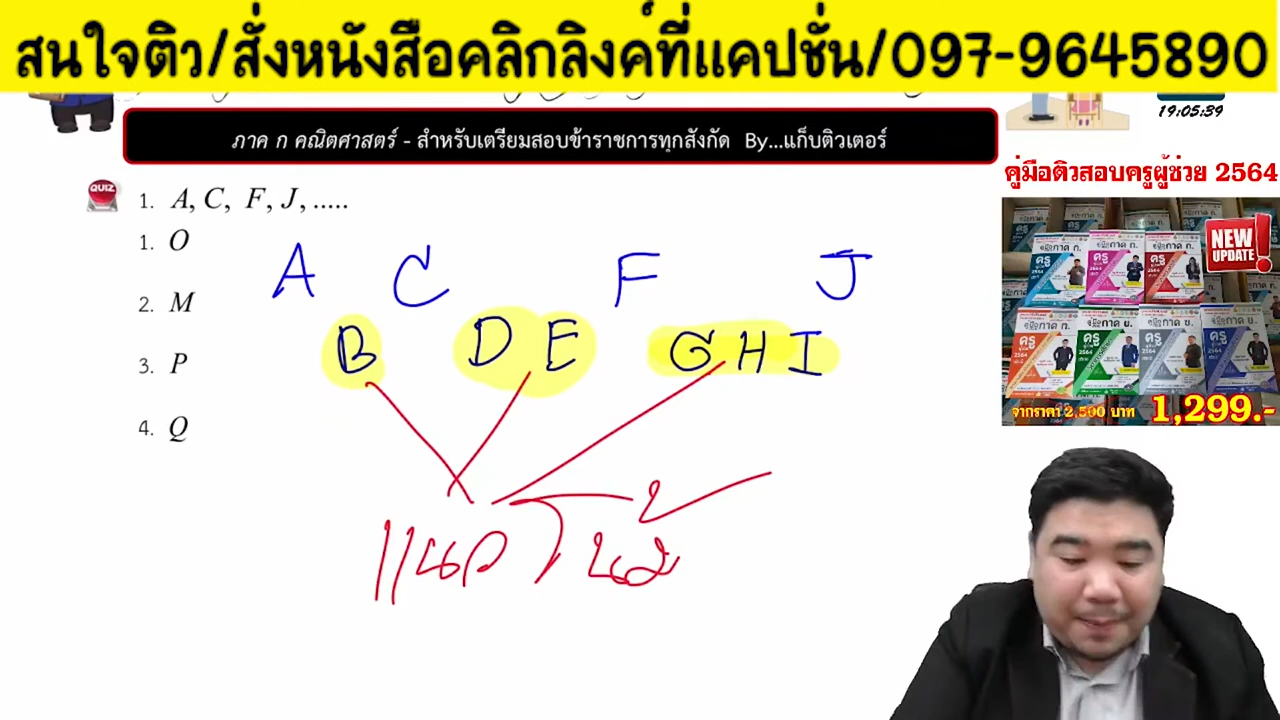 สนใจติว/สั่งหนังสือคลิกลิงค์ที่แคปชั่น/097-9645890
19:05:39
ภาค ก คณิตศาสตร์ - สำหรับเตรียมสอบข้าราชการทุกสังกัด By...แก็บติวเตอร์
คู่มือติวสอบครูผู้ช่วย 2564
QUIZ
1. A, C, F, J, .....
1. O
2. M
3. P
4. Q
A C F J
B D E G H I
แนวโน้ม
NEW UPDATE!
จากราคา 2,500 บาท 1,299.-